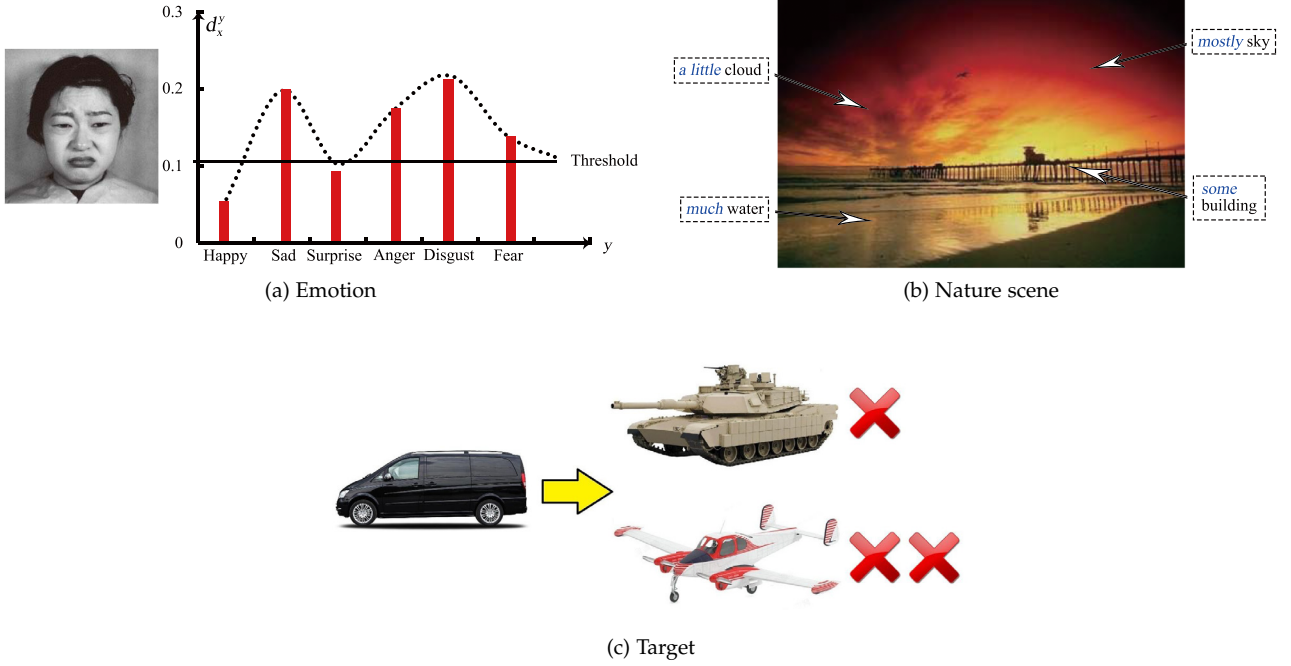 0.3
d_x^y
0.2
0.1
0
Threshold
Happy Sad Surprise Anger Disgust Fear
y
(a) Emotion
mostly sky
a little cloud
much water
some
building
(b) Nature scene
(c) Target